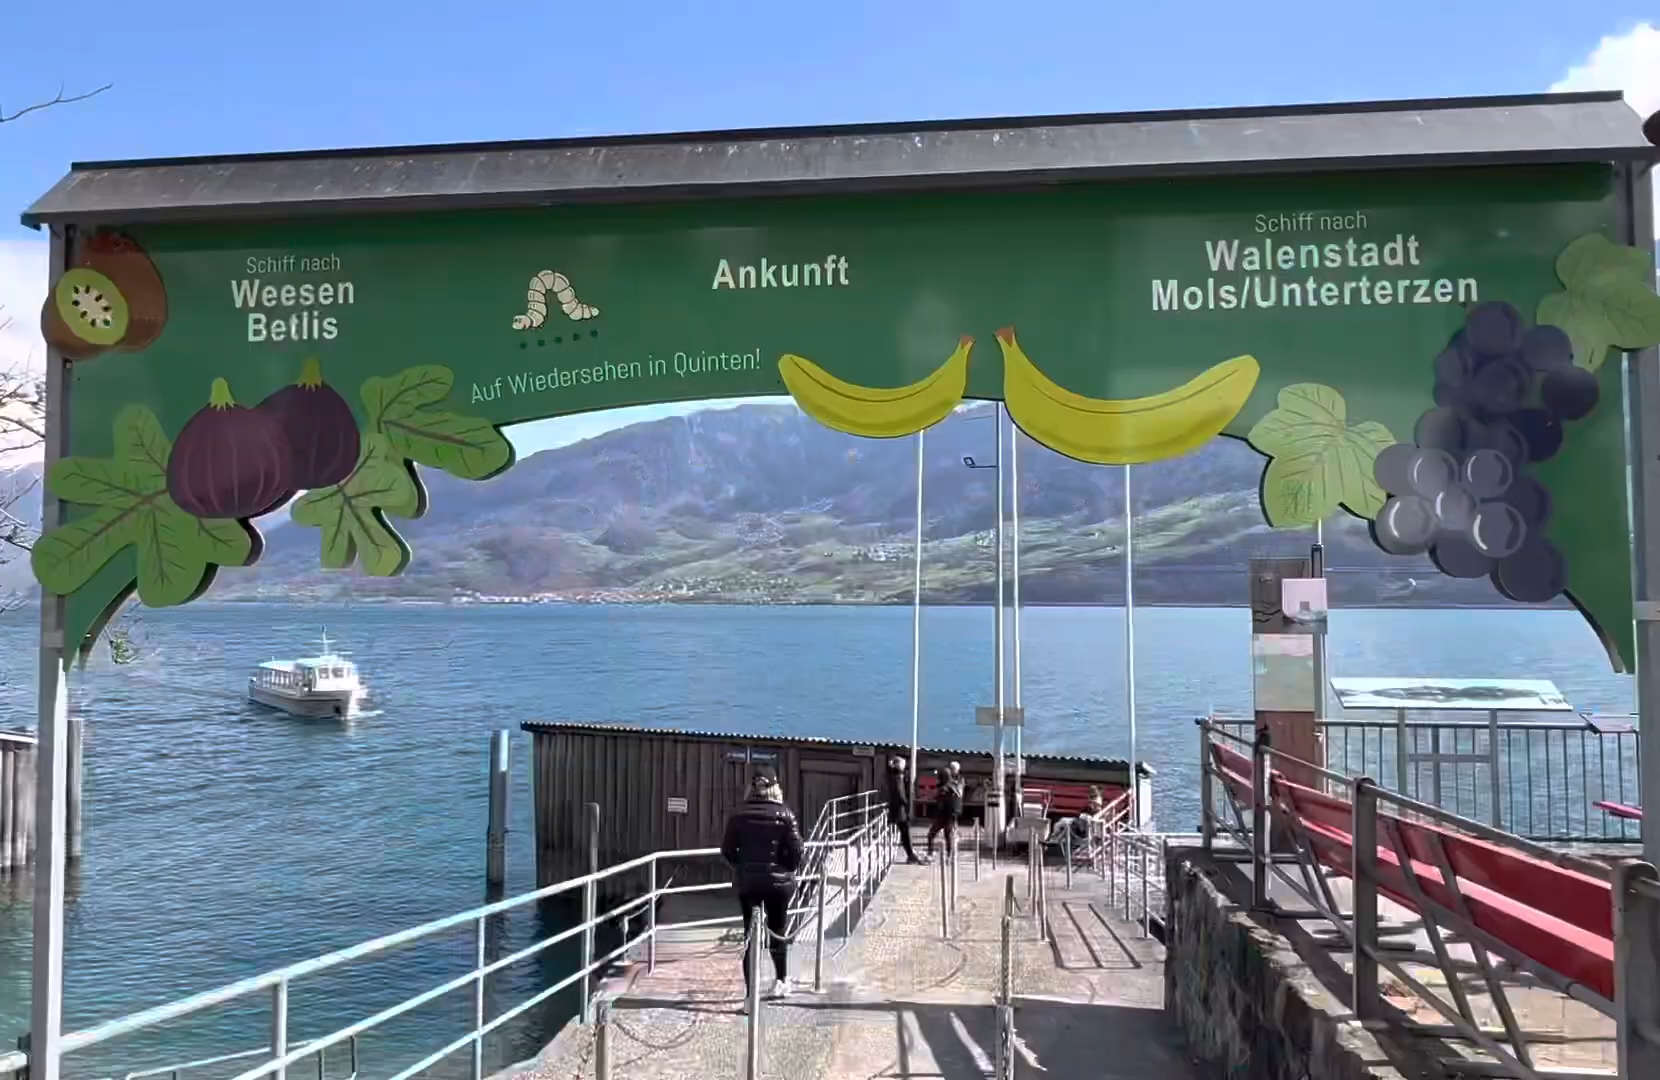 Schiff nach
Weesen
Betlis
Auf Wiedersehen in Quinten!
Ankunft
Schiff nach
Walenstadt
Mols/Unterterzen